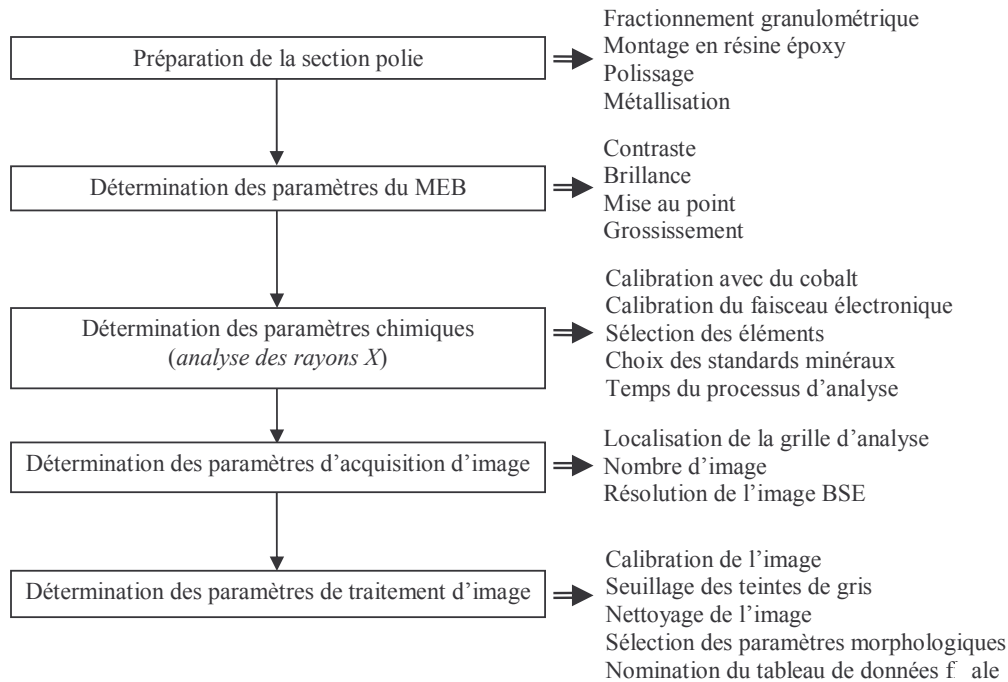 Fractionnement granulométrique
Préparation de la section polie
Montage en résine époxy
Polissage
Métallisation
Contraste
Détermination des paramètres du MEB
Brillance
Mise au point
Grossissement
Calibration avec du cobalt
Calibration du faisceau électronique
Détermination des paramètres chimiques
(analyse des rayons X)
Sélection des éléments
Choix des standards minéraux
Temps du processus d'analyse
Détermination des paramètres d'acquisition d'image
Localisation de la grille d'analyse
Nombre d'image
Résolution de l'image BSE
Calibration de l'image
Détermination des paramètres de traitement d'image
Seuillage des teintes de gris
Nettoyage de l'image
Sélection des paramètres morphologiques
Nomination du tableau de données